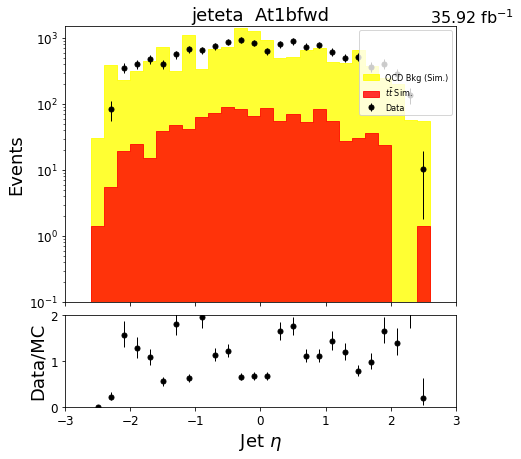 jeteta At1bfwd
35.92 fb⁻¹
10³
10²
10¹
10⁰
10⁻¹
Events
QCD Bkg (Sim.)
tt̄ Sim.
Data
2
1
0
Data/MC
−3 −2 −1 0 1 2 3
Jet η